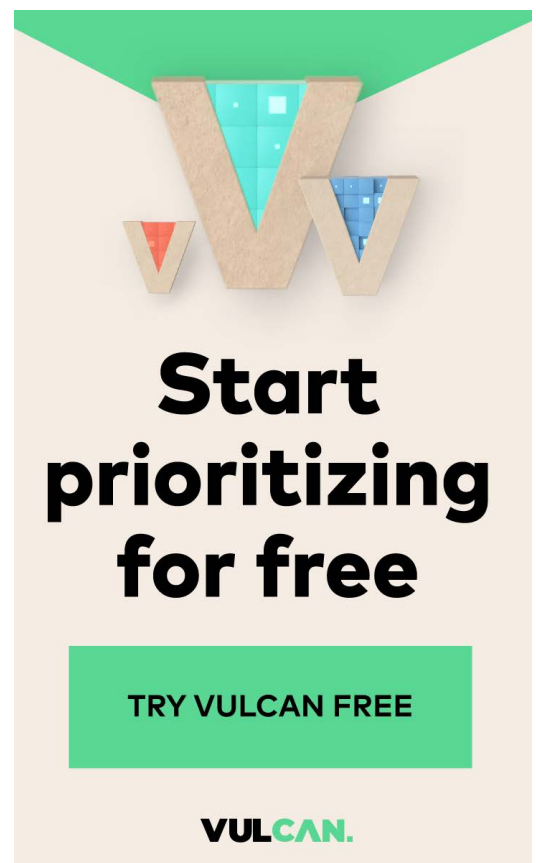 Start
prioritizing
for free
TRY VULCAN FREE
VULCAN.